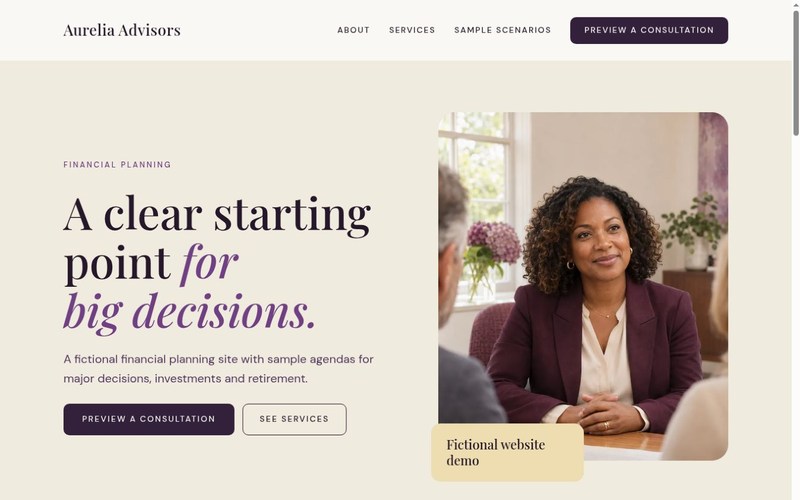 Aurelia Advisors
ABOUT
SERVICES
SAMPLE SCENARIOS
PREVIEW A CONSULTATION
FINANCIAL PLANNING
A clear starting
point for
big decisions.
A fictional financial planning site with sample agendas for
major decisions, investments and retirement.
PREVIEW A CONSULTATION
SEE SERVICES
Fictional website
demo